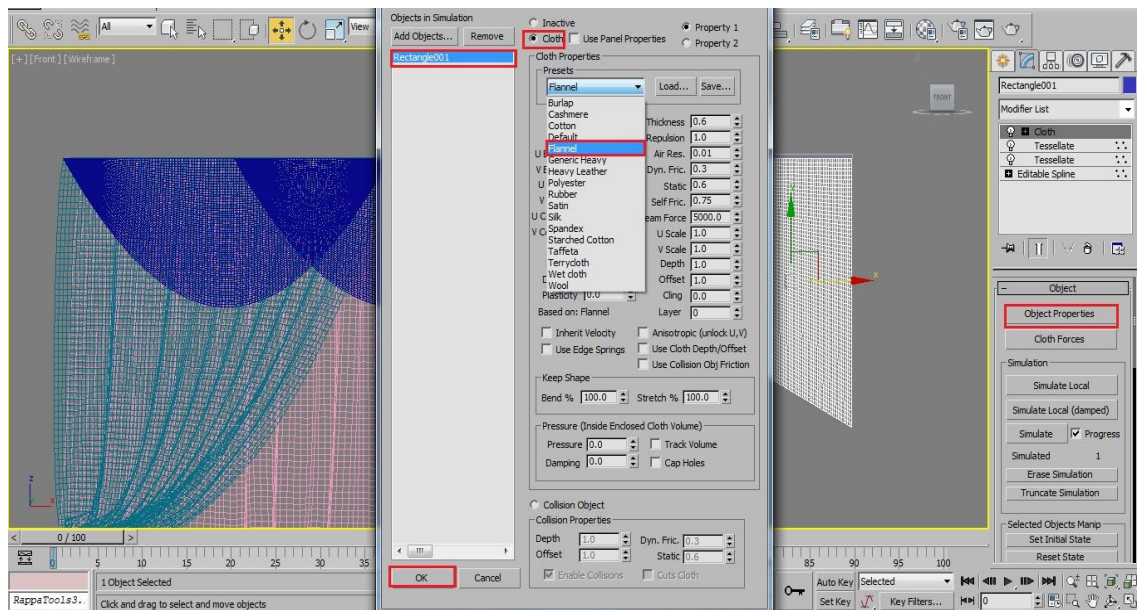 All
View
[+][Front][Wireframe]
FRONT
z
x
x
Objects in Simulation
Add Objects...
Remove
Rectangle001
Inactive
Cloth
Use Panel Properties
Property 1
Property 2
Cloth Properties
Presets
Flannel
Load...
Save...
Burlap
Cashmere
Cotton
Default
Flannel
Generic Heavy
Heavy Leather
Polyester
Rubber
Satin
Silk
Spandex
Starched Cotton
Taffeta
Terrycloth
Wet cloth
Wool
Thickness 0.6
Repulsion 1.0
Air Res. 0.01
Dyn. Fric. 0.3
Static 0.6
Self Fric. 0.75
eam Force 5000.0
U Scale 1.0
V Scale 1.0
Depth 1.0
Offset 1.0
Plasticity 0.0
Cling 0.0
Based on: Flannel
Layer 0
Inherit Velocity
Anisotropic (unlock U,V)
Use Edge Springs
Use Cloth Depth/Offset
Use Collision Obj Friction
Keep Shape
Bend % 100.0
Stretch % 100.0
Pressure (Inside Enclosed Cloth Volume)
Pressure 0.0
Track Volume
Damping 0.0
Cap Holes
Collision Object
Collision Properties
Depth 1.0
Dyn. Fric. 0.3
Offset 1.0
Static 0.6
Enable Collisions
Cuts Cloth
OK
Cancel
Rectangle001
Modifier List
Cloth
Tessellate
Tessellate
Editable Spline
Object
Object Properties
Cloth Forces
Simulation
Simulate Local
Simulate Local (damped)
Simulate
Progress
Simulated 1
Erase Simulation
Truncate Simulation
Selected Objects Manip
Set Initial State
Reset State
0 / 100
0 5 10 15 20 25 30 35
85 90 95 100
1 Object Selected
RappaTools3.
Click and drag to select and move objects
Auto Key
Selected
Set Key
Key Filters...
0